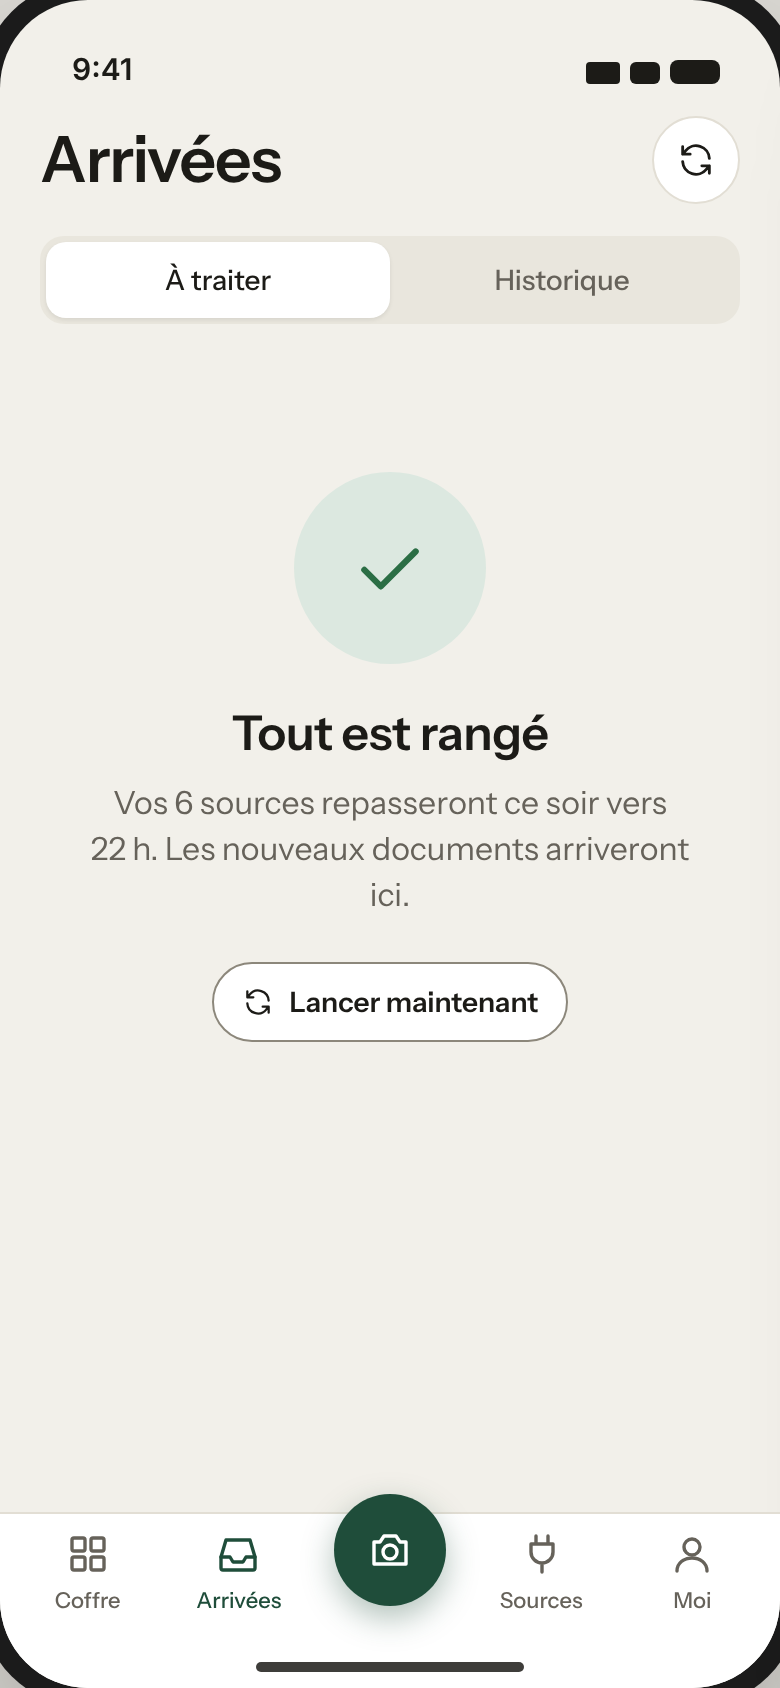 9:41
Arrivées
À traiter
Historique
Tout est rangé
Vos 6 sources repasseront ce soir vers
22 h. Les nouveaux documents arriveront
ici.
Lancer maintenant
Coffre
Arrivées
Sources
Moi